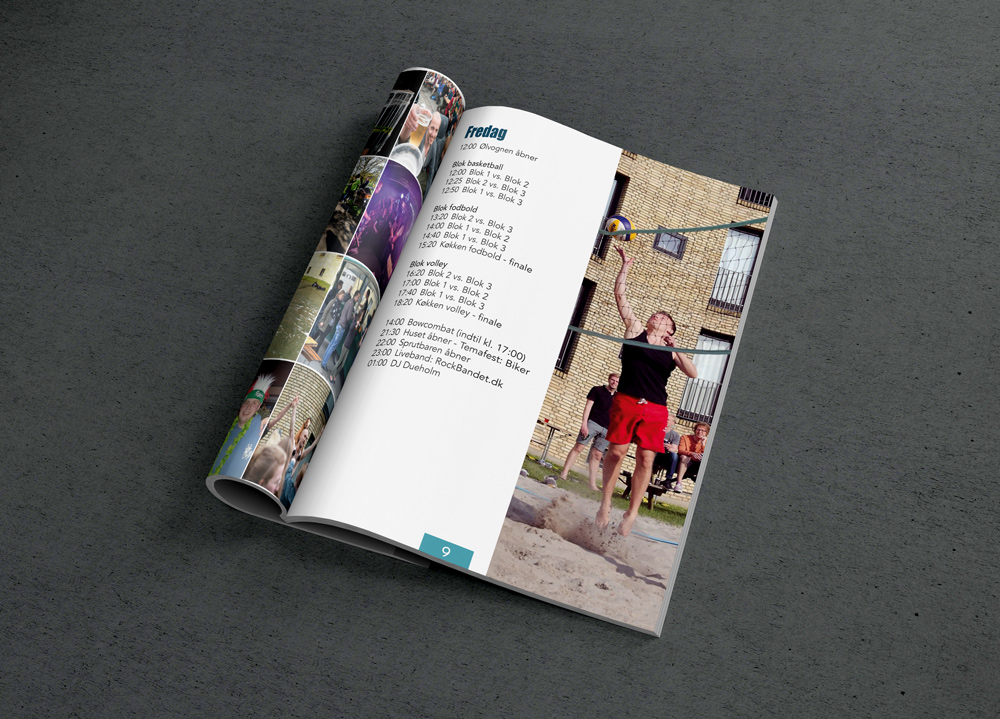 Fredag
12:00 Ølvognen åbner
Blok basketball
12:00 Blok 1 vs. Blok 2
12:25 Blok 2 vs. Blok 3
12:50 Blok 1 vs. Blok 3
Blok fodbold
13:20 Blok 2 vs. Blok 3
14:00 Blok 1 vs. Blok 2
14:40 Blok 1 vs. Blok 3
15:20 Køkken fodbold - finale
Blok volley
16:20 Blok 2 vs. Blok 3
17:00 Blok 1 vs. Blok 2
17:40 Blok 1 vs. Blok 3
18:20 Køkken volley - finale
14:00 Bowcombat (indtil kl. 17:00)
21:30 Huset åbner - Temafest: Biker
22:00 Sprutbaren åbner
23:00 Liveband: RockBandet.dk
01:00 DJ Dueholm
9